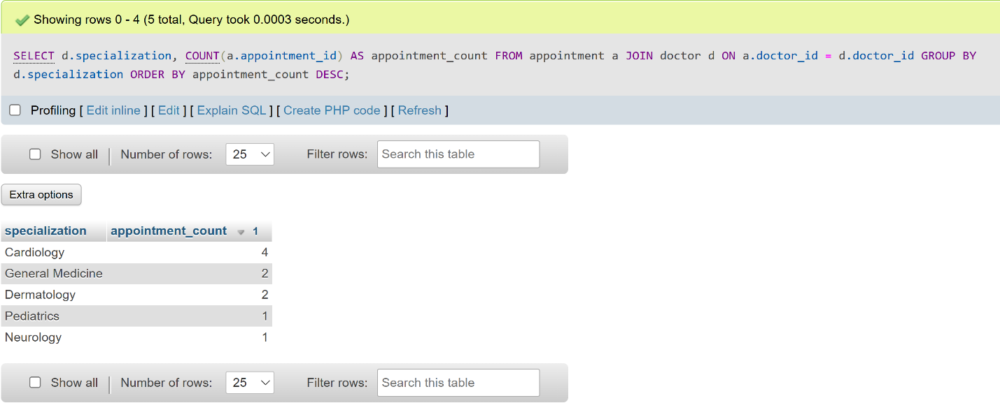 Showing rows 0 - 4 (5 total, Query took 0.0003 seconds.)
SELECT d.specialization, COUNT(a.appointment_id) AS appointment_count FROM appointment a JOIN doctor d ON a.doctor_id = d.doctor_id GROUP BY
d.specialization ORDER BY appointment_count DESC;
Profiling [ Edit inline ] [ Edit ] [ Explain SQL ] [ Create PHP code ] [ Refresh ]
Show all Number of rows: 25 Filter rows: Search this table
Extra options
specialization appointment_count 1
Cardiology 4
General Medicine 2
Dermatology 2
Pediatrics 1
Neurology 1
Show all Number of rows: 25 Filter rows: Search this table